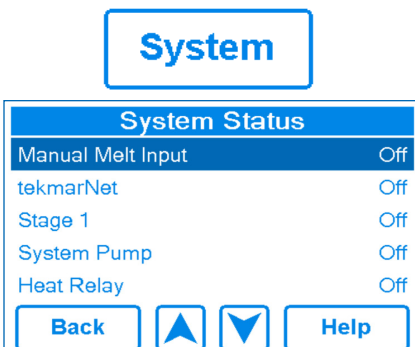 System
System Status
Manual Melt Input Off
tekmarNet Off
Stage 1 Off
System Pump Off
Heat Relay Off
Back Help